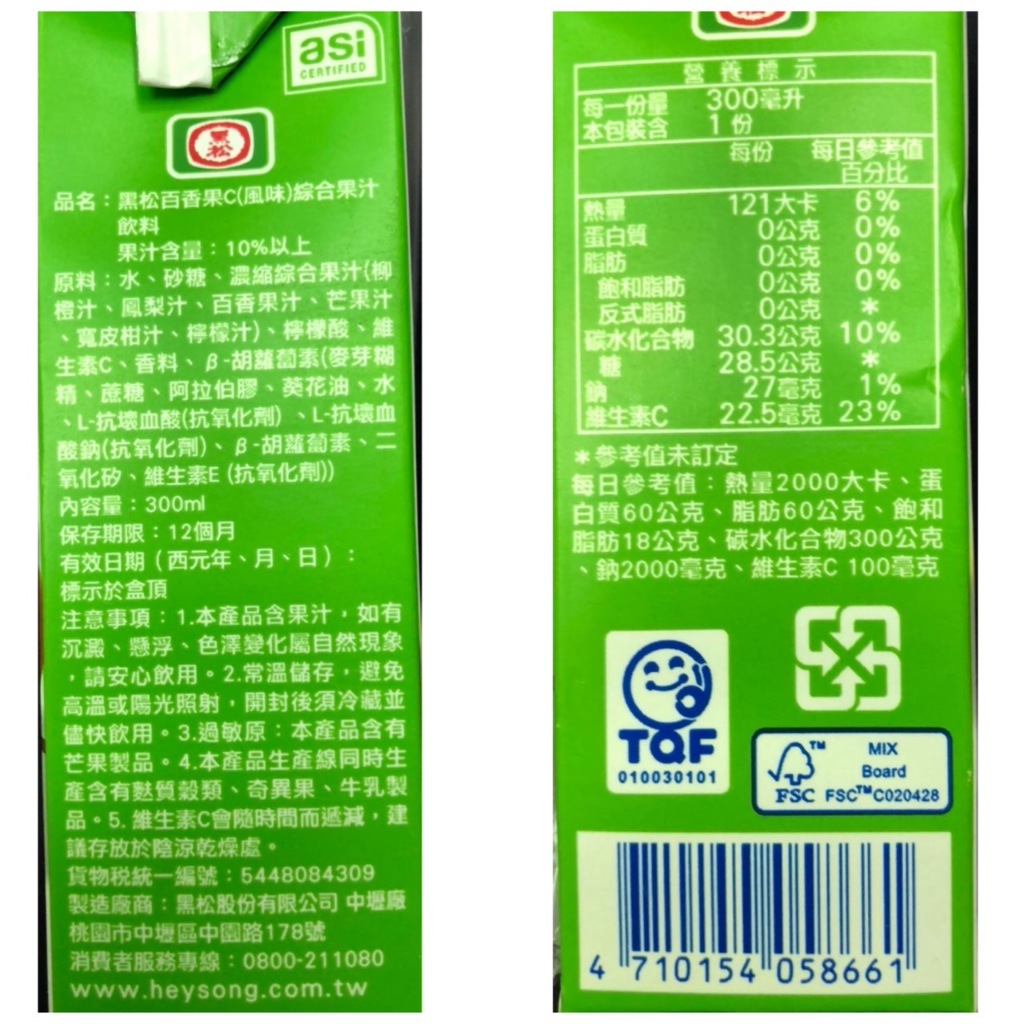 asi
CERTIFIED
黑松
品名：黑松百香果C(風味)綜合果汁
飲料
果汁含量：10%以上
原料：水、砂糖、濃縮綜合果汁(柳
橙汁、鳳梨汁、百香果汁、芒果汁
、寬皮柑汁、檸檬汁)、檸檬酸、維
生素C、香料、β-胡蘿蔔素(麥芽糊
精、蔗糖、阿拉伯膠、葵花油、水
、L-抗壞血酸(抗氧化劑)、L-抗壞血
酸鈉(抗氧化劑)、β-胡蘿蔔素、二
氧化矽、維生素E (抗氧化劑))
內容量：300ml
保存期限：12個月
有效日期（西元年、月、日）：
標示於盒頂
注意事項：1.本產品含果汁，如有
沉澱、懸浮、色澤變化屬自然現象
，請安心飲用。2.常溫儲存，避免
高溫或陽光照射，開封後須冷藏並
儘快飲用。3.過敏原：本產品含有
芒果製品。4.本產品生產線同時生
產含有麩質穀類、奇異果、牛乳製
品。5. 維生素C會隨時間而遞減，建
議存放於陰涼乾燥處。
貨物稅統一編號：5448084309
製造廠商：黑松股份有限公司 中壢廠
桃園市中壢區中園路178號
消費者服務專線：0800-211080
www.heysong.com.tw
營養標示
每一份量 300毫升
本包裝含 1 份
每份 每日參考值
百分比
熱量 121大卡 6%
蛋白質 0公克 0%
脂肪 0公克 0%
飽和脂肪 0公克 0%
反式脂肪 0公克 *
碳水化合物 30.3公克 10%
糖 28.5公克 *
鈉 27毫克 1%
維生素C 22.5毫克 23%
*參考值未訂定
每日參考值：熱量2000大卡、蛋
白質60公克、脂肪60公克、飽和
脂肪18公克、碳水化合物300公克
、鈉2000毫克、維生素C 100毫克
TQF
010030101
TM
FSC
MIX
Board
FSC™ C020428
4 710154 058661